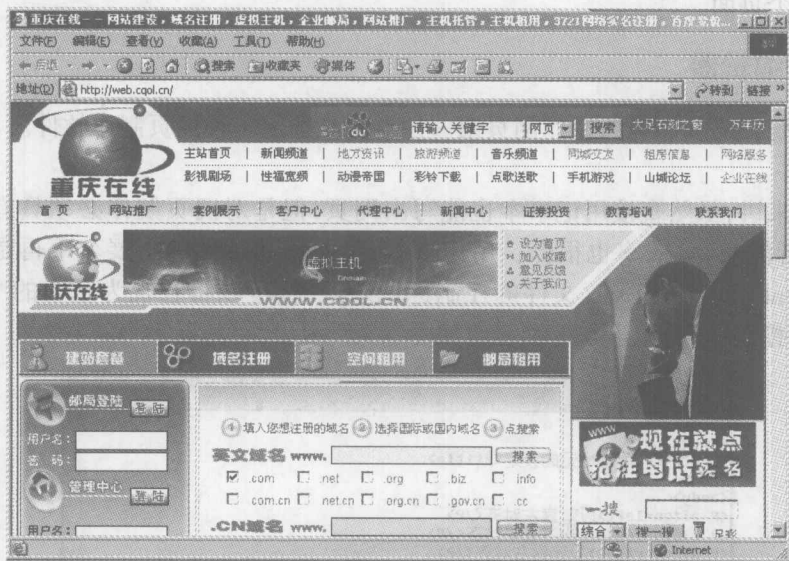 重庆在线--网站建设，域名注册，虚拟主机，企业邮局，网站推广，主机托管，主机租用，3721网络实名注册，百度竞价...
文件(F) 编辑(E) 查看(V) 收藏(A) 工具(T) 帮助(H)
后退 搜索 收藏夹 媒体
地址(D) http://web.cqol.cn/ 转到 链接 »
du 请输入关键字 网页 搜索 大足石刻之窗 万年历
主站首页 | 新闻频道 | 地方资讯 | 旅游频道 | 音乐频道 | 同城交友 | 租房信息 | 网络服务
影视剧场 | 性福宽频 | 动漫帝国 | 彩铃下载 | 点歌送歌 | 手机游戏 | 山城论坛 | 企业在线
重庆在线
首 页 网站推广 案例展示 客户中心 代理中心 新闻中心 证券投资 教育培训 联系我们
虚拟主机
设为首页
加入收藏
意见反馈
关于我们
重庆在线
WWW.CQOL.CN
建站套餐 域名注册 空间租用 邮局租用
邮局登陆 登陆
用户名：
密 码：
管理中心 登陆
用户名：
① 填入您想注册的域名 ② 选择国际或国内域名 ③ 点搜索
英文域名 www. 搜索
.com .net .org .biz .info
.com.cn .net.cn .org.cn .gov.cn .cc
.CN域名 www. 搜索
www. 现在就点
抢注电话实名
一搜
综合 搜一搜
Internet